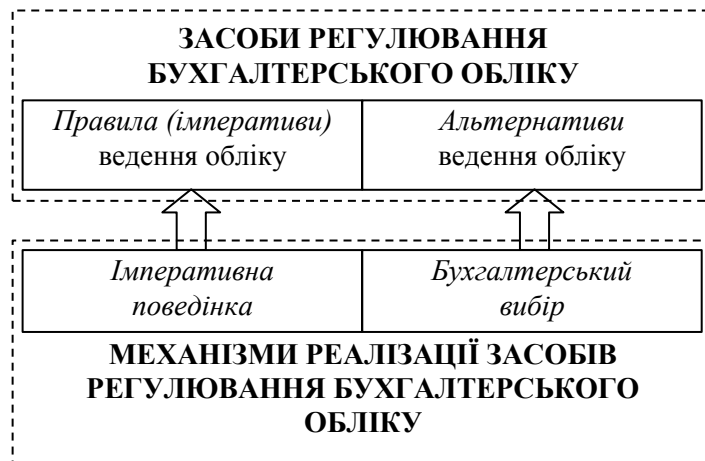 ЗАСОБИ РЕГУЛЮВАННЯ
БУХГАЛТЕРСЬКОГО ОБЛІКУ
Правила (імперативи)
ведення обліку
Альтернативи
ведення обліку
Імперативна
поведінка
Бухгалтерський
вибір
МЕХАНІЗМИ РЕАЛІЗАЦІЇ ЗАСОБІВ
РЕГУЛЮВАННЯ БУХГАЛТЕРСЬКОГО
ОБЛІКУ